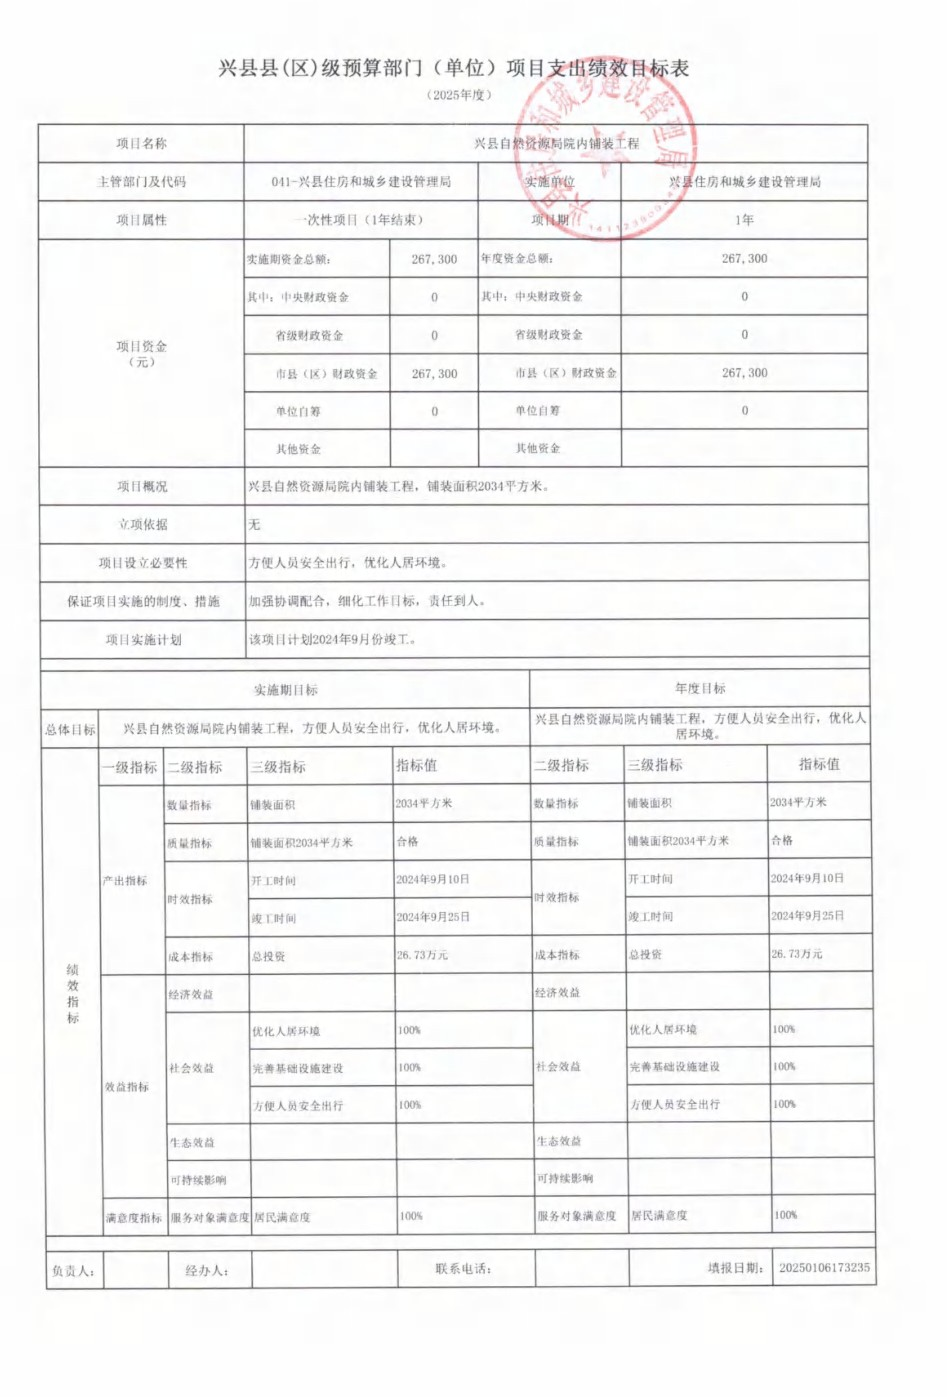 兴县县(区)级预算部门（单位）项目支出绩效目标表
（2025年度）
项目名称 兴县自然资源局院内铺装工程
主管部门及代码 041-兴县住房和城乡建设管理局 实施单位 兴县住房和城乡建设管理局
项目属性 一次性项目（1年结束） 项目期 1年
项目资金
（元）
实施期资金总额： 267,300 年度资金总额： 267,300
其中：中央财政资金 0 其中：中央财政资金 0
省级财政资金 0 省级财政资金 0
市县（区）财政资金 267,300 市县（区）财政资金 267,300
单位自筹 0 单位自筹 0
其他资金 其他资金
项目概况 兴县自然资源局院内铺装工程，铺装面积2034平方米。
立项依据 无
项目设立必要性 方便人员安全出行，优化人居环境。
保证项目实施的制度、措施 加强协调配合，细化工作目标，责任到人。
项目实施计划 该项目计划2024年9月份竣工。
实施期目标 年度目标
总体目标 兴县自然资源局院内铺装工程，方便人员安全出行，优化人居环境。 兴县自然资源局院内铺装工程，方便人员安全出行，优化人
居环境。
绩效指标
一级指标 二级指标 三级指标 指标值 二级指标 三级指标 指标值
产出指标
数量指标 铺装面积 2034平方米 数量指标 铺装面积 2034平方米
质量指标 铺装面积2034平方米 合格 质量指标 铺装面积2034平方米 合格
时效指标 开工时间 2024年9月10日 时效指标 开工时间 2024年9月10日
竣工时间 2024年9月25日 竣工时间 2024年9月25日
成本指标 总投资 26.73万元 成本指标 总投资 26.73万元
效益指标
经济效益 经济效益
社会效益 优化人居环境 100% 社会效益 优化人居环境 100%
完善基础设施建设 100% 完善基础设施建设 100%
方便人员安全出行 100% 方便人员安全出行 100%
生态效益 生态效益
可持续影响 可持续影响
满意度指标 服务对象满意度 居民满意度 100% 服务对象满意度 居民满意度 100%
负责人： 经办人： 联系电话： 填报日期： 20250106173235
兴县住房和城乡建设管理局